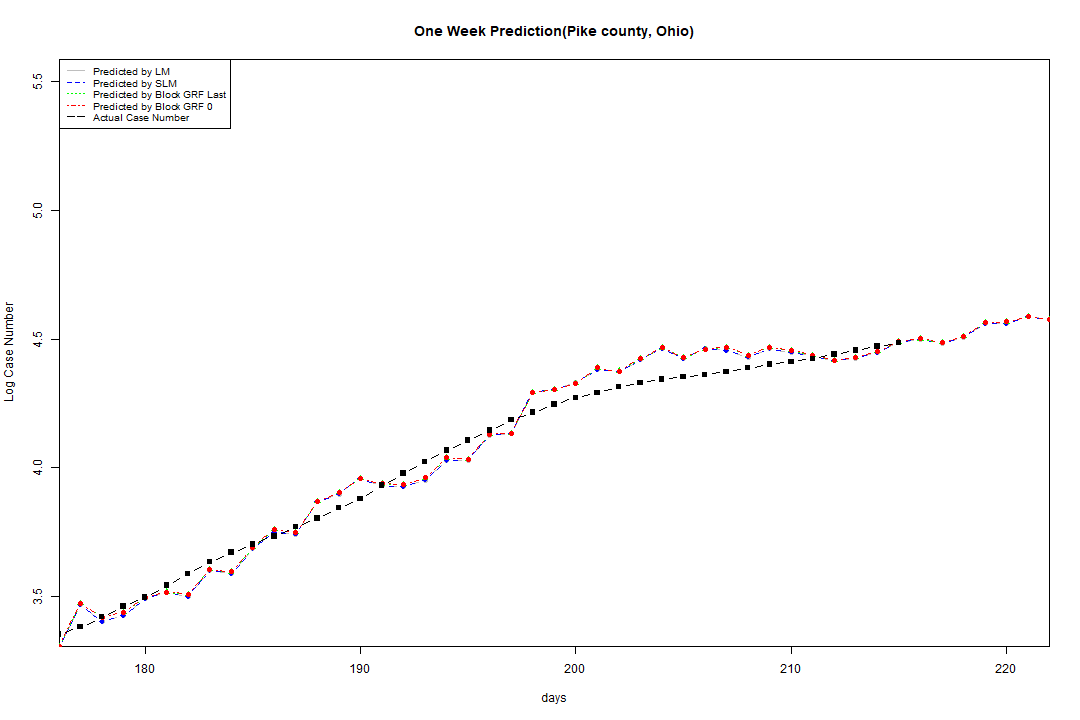 One Week Prediction(Pike county, Ohio)
Predicted by LM
Predicted by SLM
Predicted by Block GRF Last
Predicted by Block GRF 0
Actual Case Number
5.5
5.0
4.5
4.0
3.5
Log Case Number
180 190 200 210 220
days